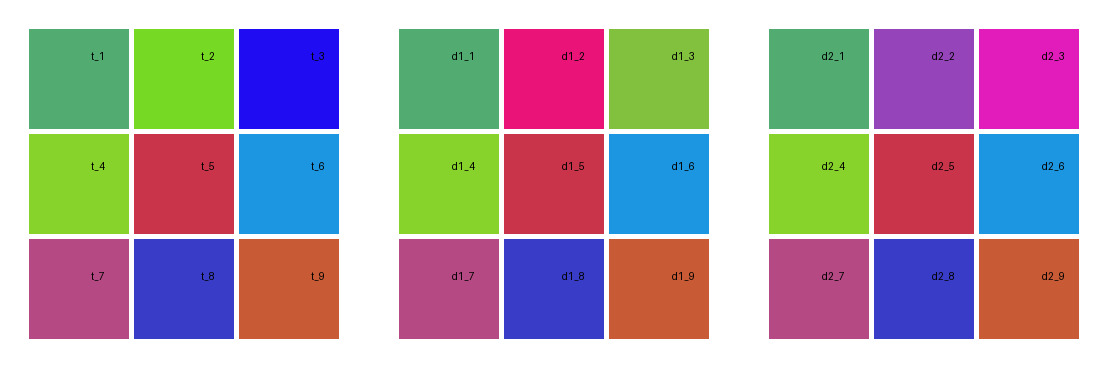 t_1 t_2 t_3 d1_1 d1_2 d1_3 d2_1 d2_2 d2_3
t_4 t_5 t_6 d1_4 d1_5 d1_6 d2_4 d2_5 d2_6
t_7 t_8 t_9 d1_7 d1_8 d1_9 d2_7 d2_8 d2_9